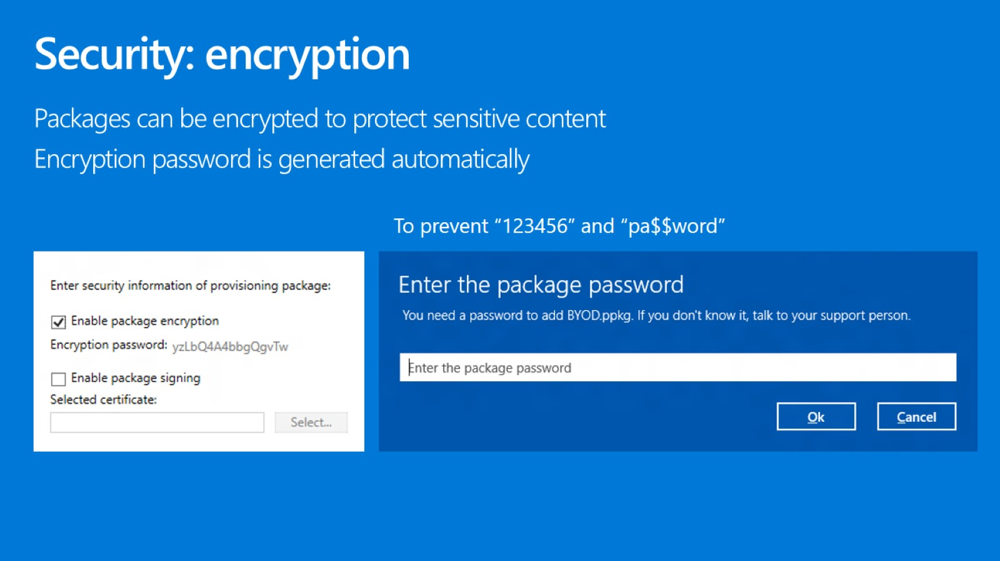 Security: encryption
Packages can be encrypted to protect sensitive content
Encryption password is generated automatically
To prevent “123456” and “pa$$word”
Enter security information of provisioning package:
Enable package encryption
Encryption password: yzLbQ4A4bbgQgvTw
Enable package signing
Selected certificate:
Select...
Enter the package password
You need a password to add BYOD.ppkg. If you don't know it, talk to your support person.
Enter the package password
Ok
Cancel